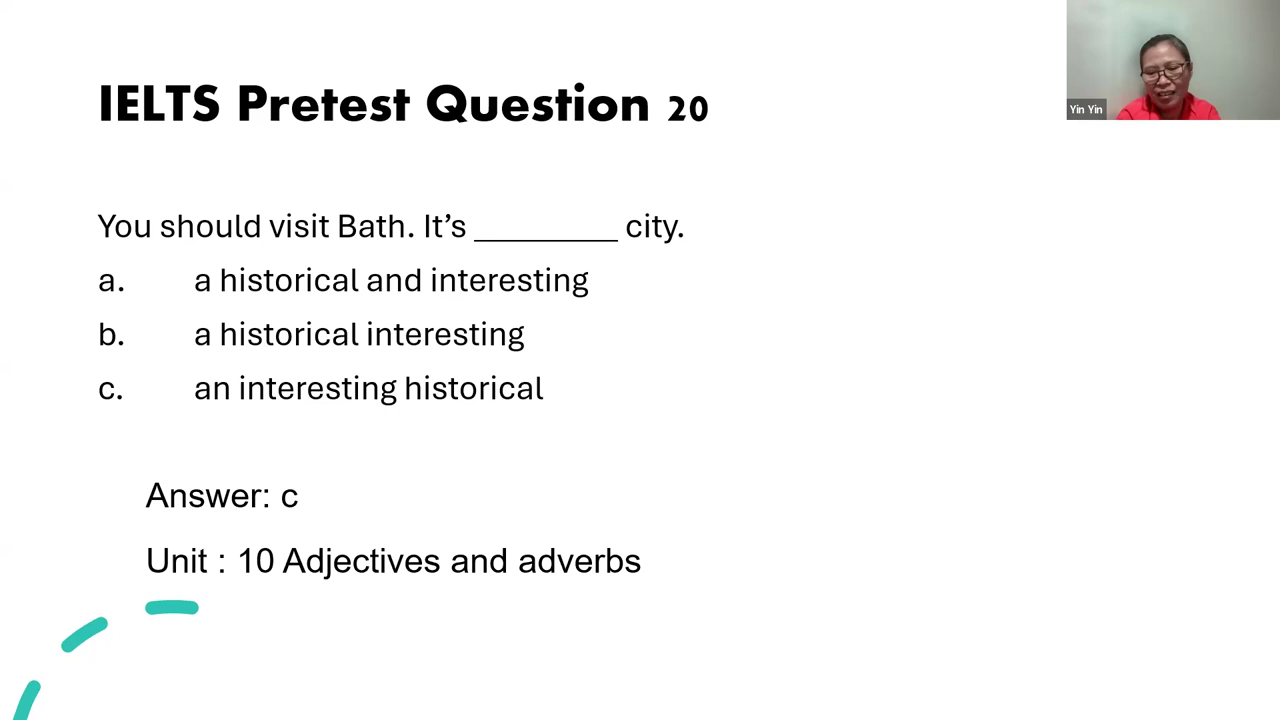 IELTS Pretest Question 20
Yin Yin
You should visit Bath. It’s _________ city.
a. a historical and interesting
b. a historical interesting
c. an interesting historical
Answer: c
Unit : 10 Adjectives and adverbs